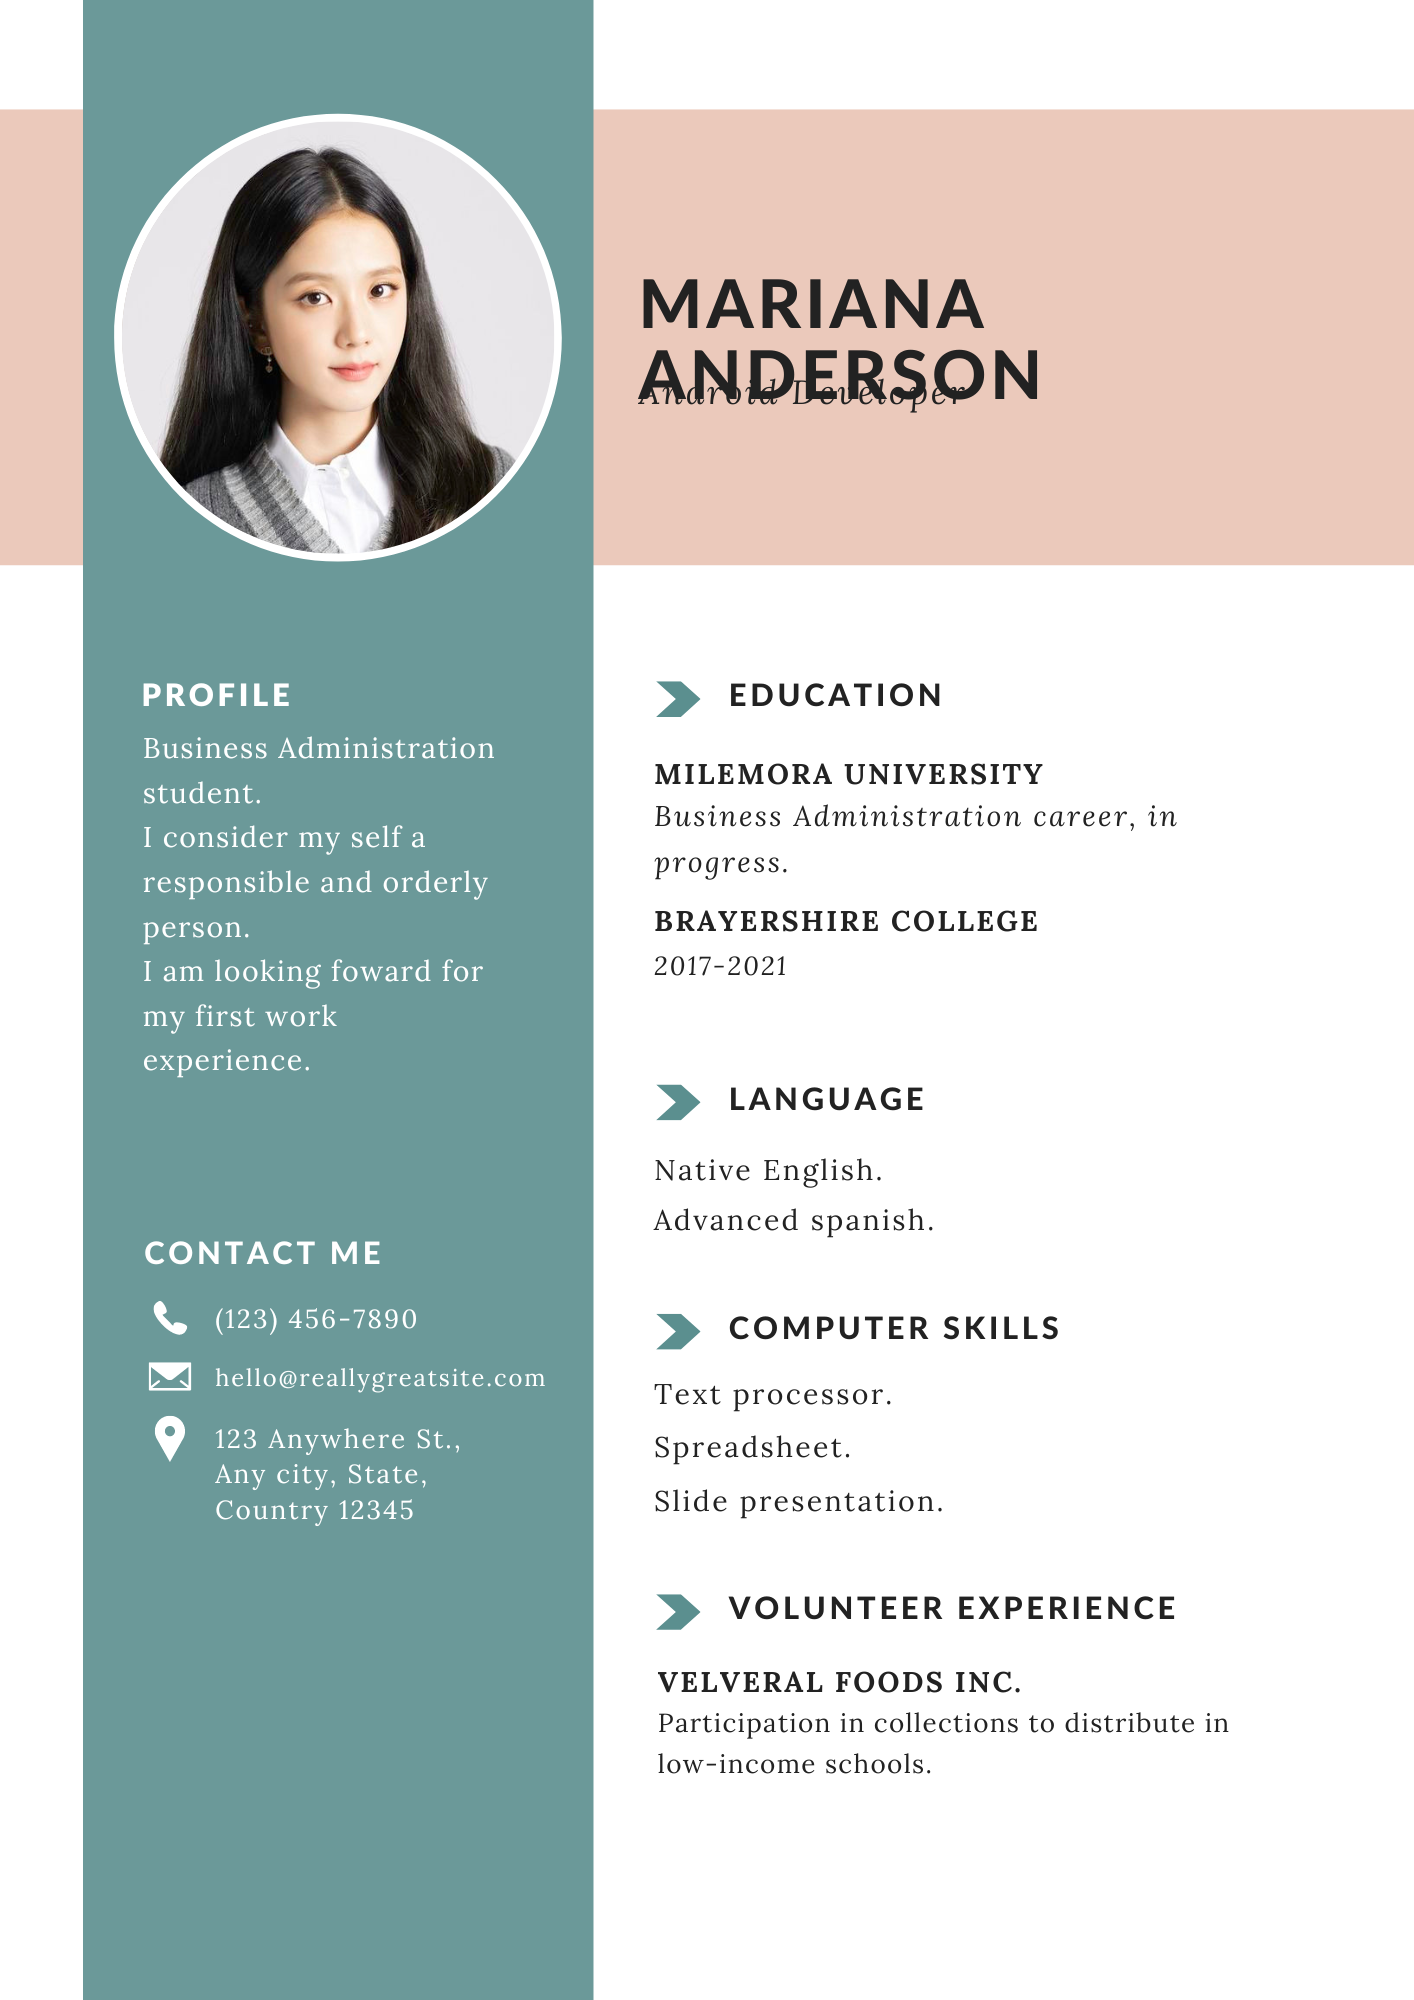 MARIANA
ANDERSON
Android Developer
PROFILE
Business Administration
student.
I consider my self a
responsible and orderly
person.
I am looking foward for
my first work
experience.
CONTACT ME
(123) 456-7890
hello@reallygreatsite.com
123 Anywhere St.,
Any city, State,
Country 12345
EDUCATION
MILEMORA UNIVERSITY
Business Administration career, in
progress.
BRAYERSHIRE COLLEGE
2017-2021
LANGUAGE
Native English.
Advanced spanish.
COMPUTER SKILLS
Text processor.
Spreadsheet.
Slide presentation.
VOLUNTEER EXPERIENCE
VELVERAL FOODS INC.
Participation in collections to distribute in
low-income schools.